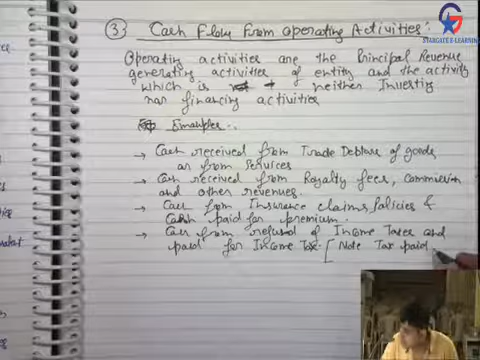 STARGATE E-LEARNIN
③ Cash Flow From Operating Activities:
Operating activities are the Principal Revenue
generating activities of entity and the activity
which is neither Investing
nor financing activities
Examples:
→ Cash received from Trade Debtors of goods
or from Services
→ Cash received from Royalty fees, Commission
and other revenues.
→ Cash from Insurance claims, Policies &
Cash paid for premium.
→ Cash from refund of Income Taxes and
paid for Income Tax [Note Tax paid